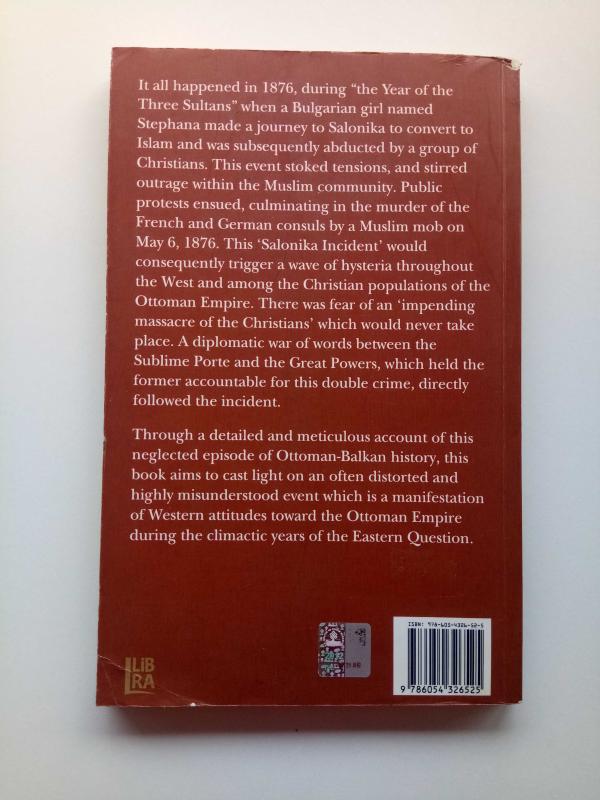 It all happened in 1876, during “the Year of the
Three Sultans” when a Bulgarian girl named
Stephana made a journey to Salonika to convert to
Islam and was subsequently abducted by a group of
Christians. This event stoked tensions, and stirred
outrage within the Muslim community. Public
protests ensued, culminating in the murder of the
French and German consuls by a Muslim mob on
May 6, 1876. This ‘Salonika Incident’ would
consequently trigger a wave of hysteria throughout
the West and among the Christian populations of the
Ottoman Empire. There was fear of an ‘impending
massacre of the Christians’ which would never take
place. A diplomatic war of words between the
Sublime Porte and the Great Powers, which held the
former accountable for this double crime, directly
followed the incident.
Through a detailed and meticulous account of this
neglected episode of Ottoman-Balkan history, this
book aims to cast light on an often distorted and
highly misunderstood event which is a manifestation
of Western attitudes toward the Ottoman Empire
during the climactic years of the Eastern Question.
LiB
RA
ISBN: 978-605-4326-52-5
9 786054 326525